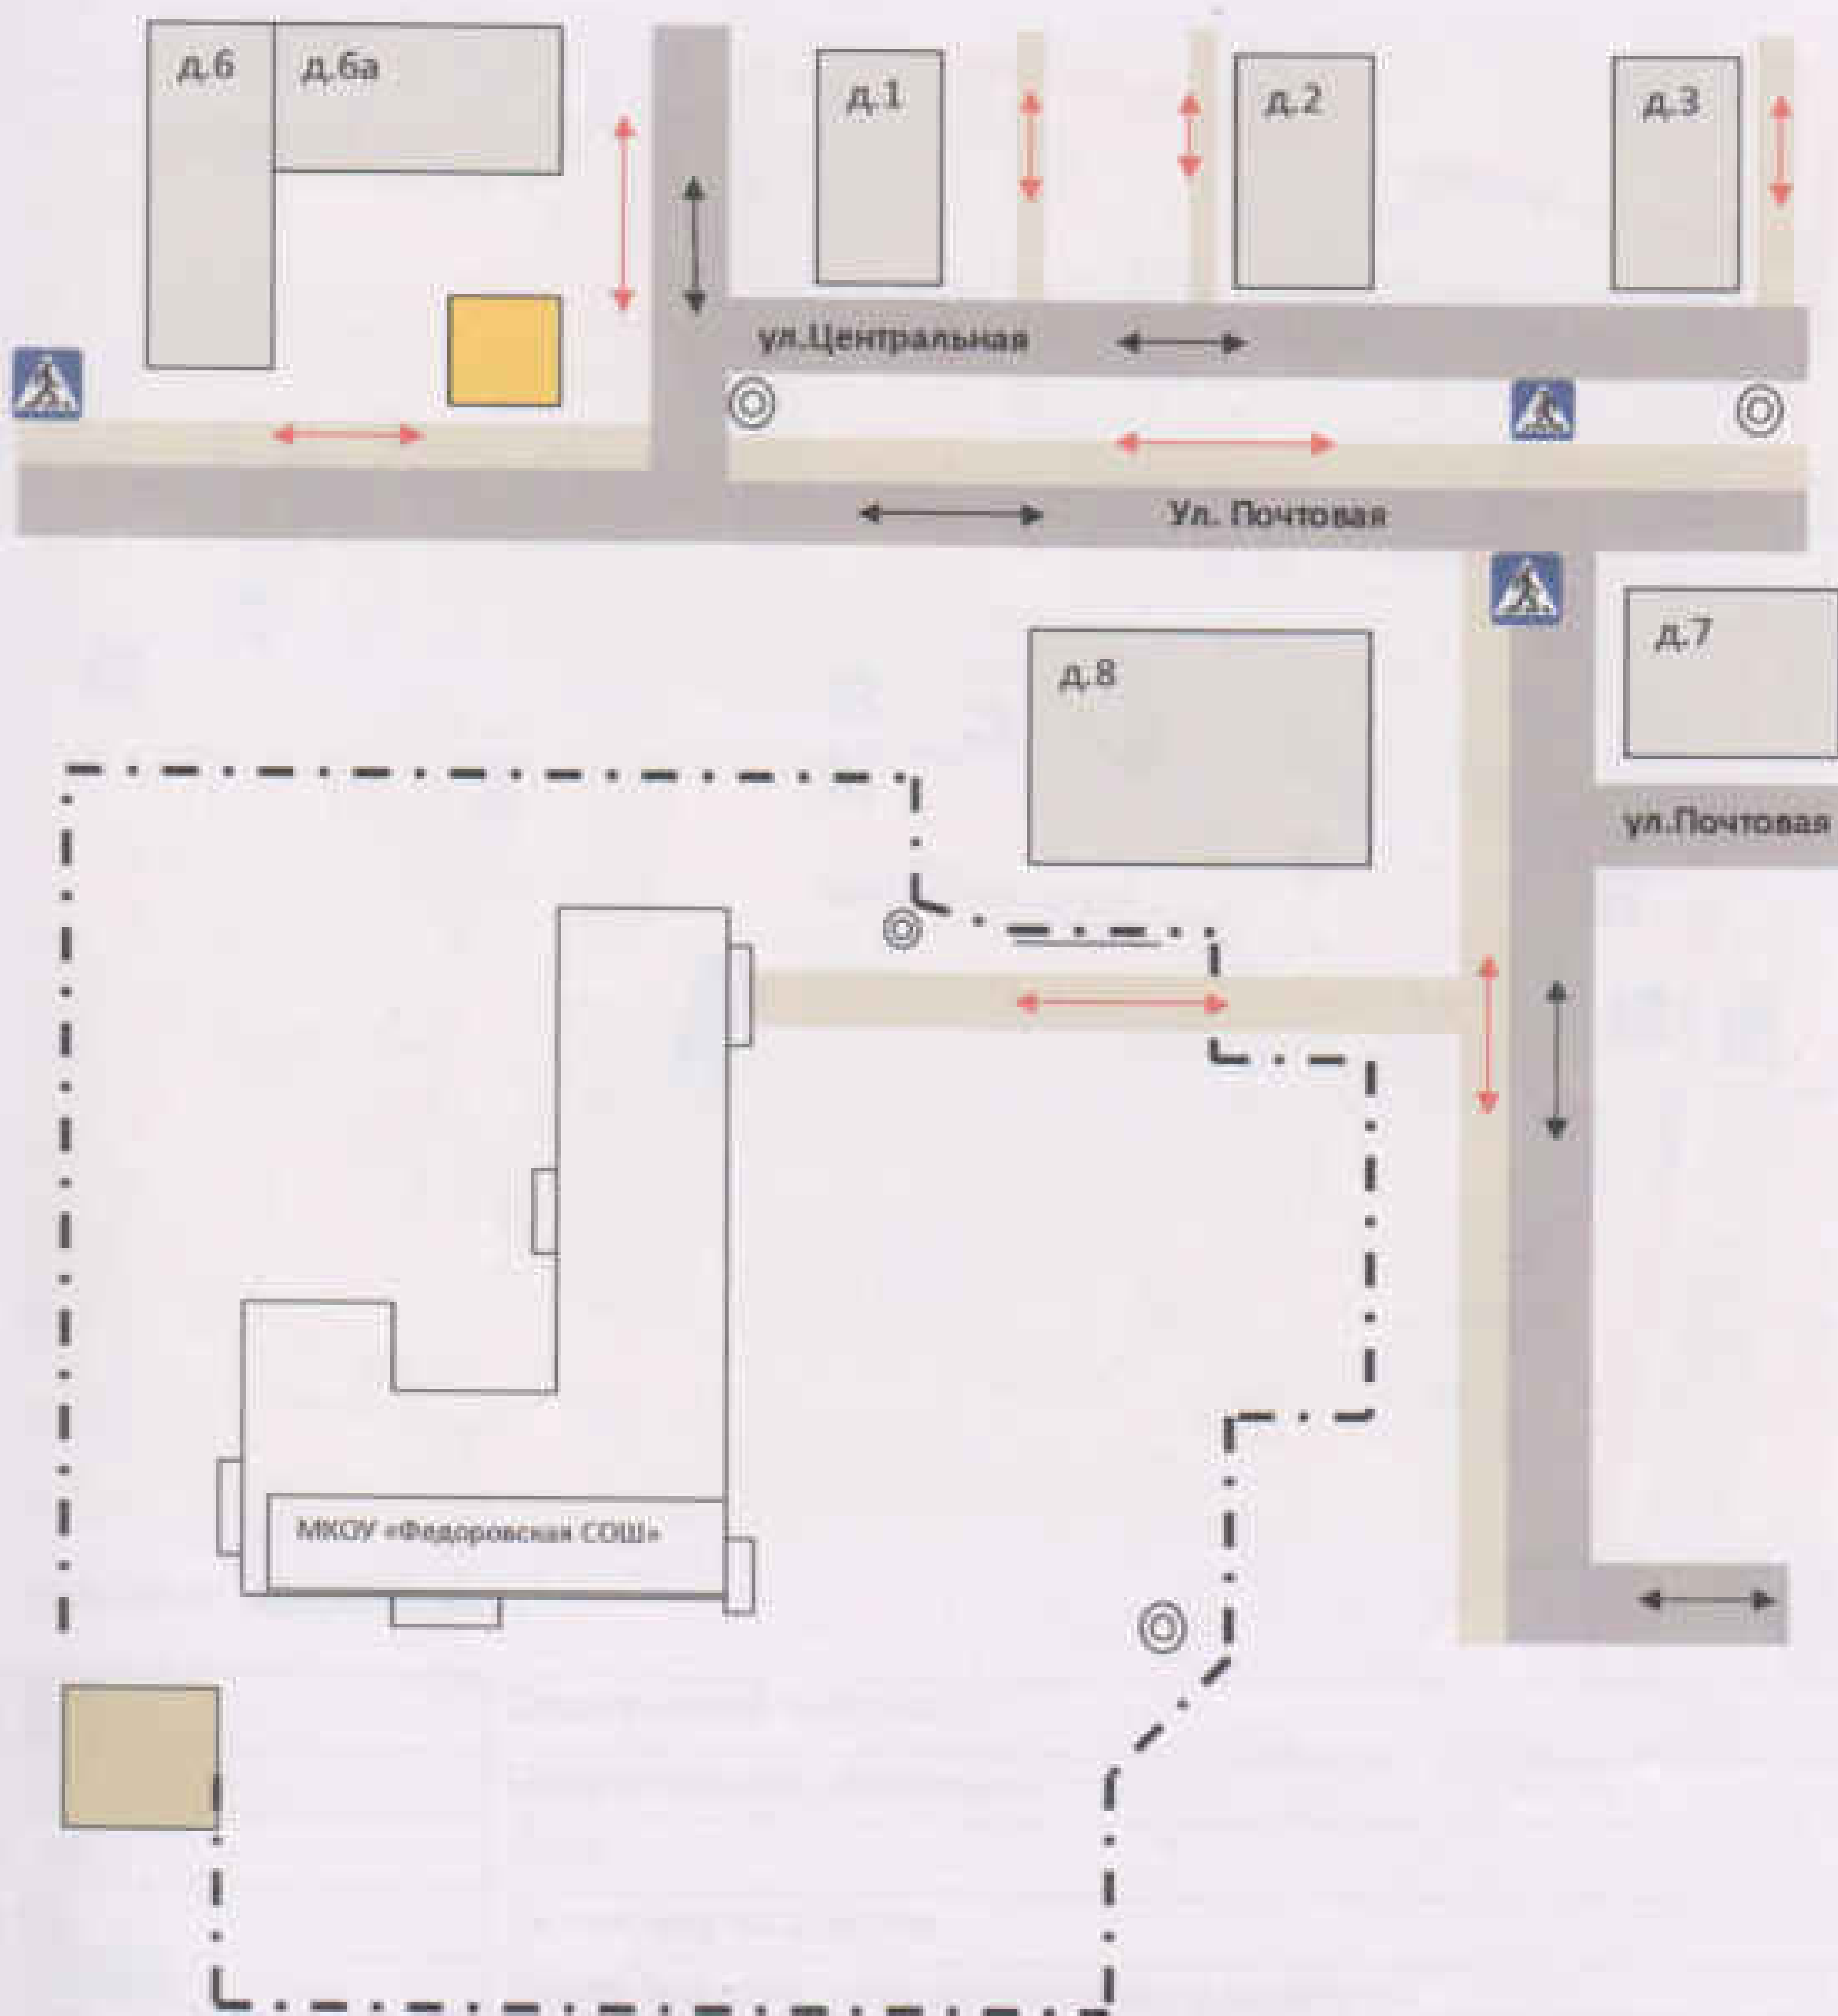 д.6
д.6а
д.1
д.2
д.3
ул.Центральная
Ул. Почтовая
д.8
д.7
ул.Почтовая
МКОУ «Федоровская СОШ»